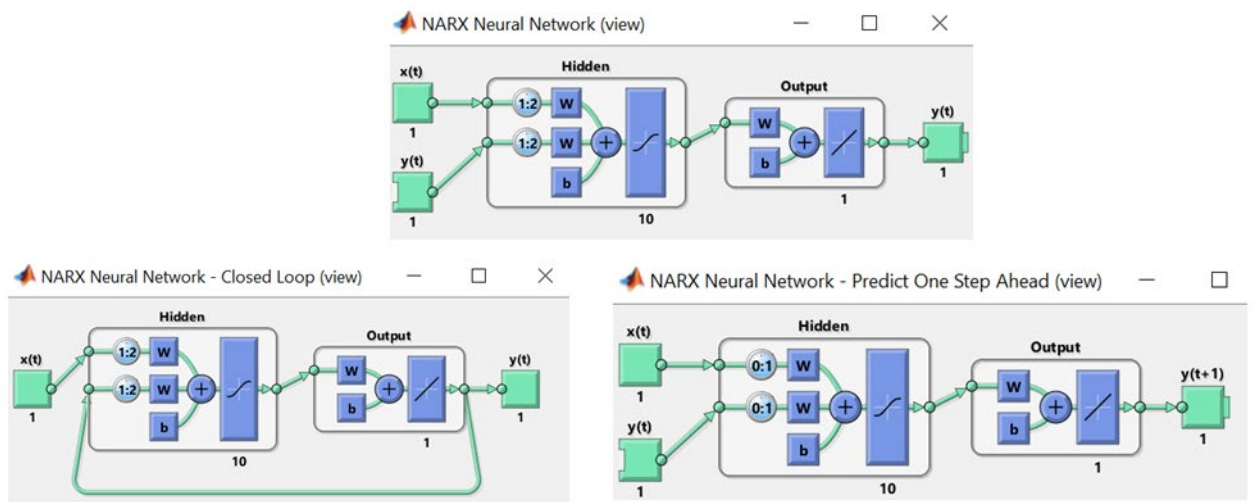 NARX Neural Network (view)
Hidden
x(t)
Output
1:2 W
W
y(t)
1
1:2 W
y(t)
b
b
1
1
10
1
NARX Neural Network - Closed Loop (view)
Hidden
Output
x(t)
1:2 W
y(t)
W
1:2 W
b
1
b
1
1
10
NARX Neural Network - Predict One Step Ahead (view)
Hidden
x(t)
Output
0:1 W
W
y(t+1)
1
0:1 W
y(t)
b
b
1
1
1
10